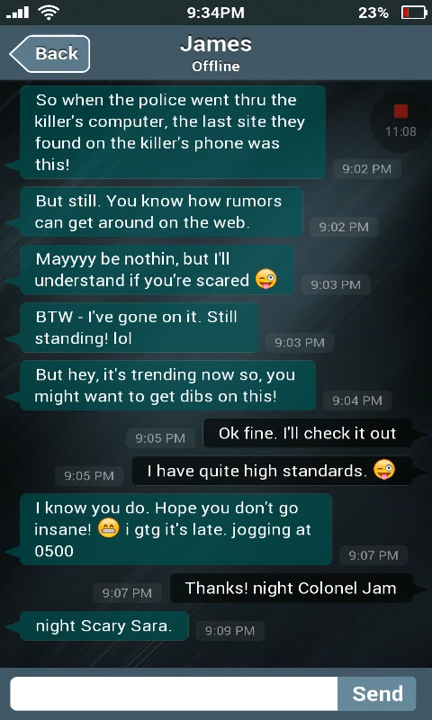 9:34PM
23%
Back
James
Offline
So when the police went thru the
killer's computer, the last site they
found on the killer's phone was
this!
9:02 PM
11:08
But still. You know how rumors
can get around on the web.
9:02 PM
Mayyyy be nothin, but I'll
understand if you're scared 😜
9:03 PM
BTW - I've gone on it. Still
standing! lol
9:03 PM
But hey, it's trending now so, you
might want to get dibs on this!
9:04 PM
Ok fine. I'll check it out
9:05 PM
I have quite high standards. 😜
9:05 PM
I know you do. Hope you don't go
insane! 😁 i gtg it's late. jogging at
0500
9:07 PM
Thanks! night Colonel Jam
9:07 PM
night Scary Sara.
9:09 PM
Send